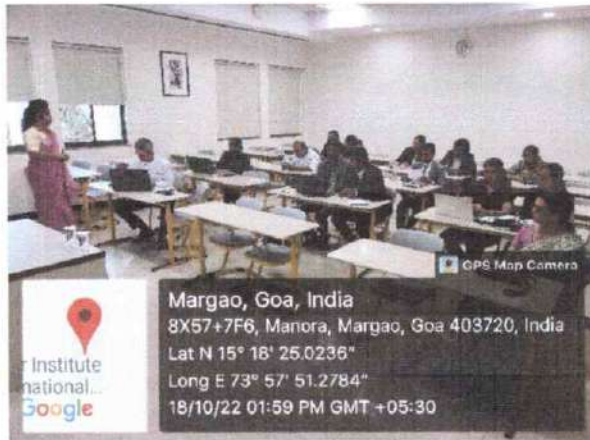 GPS Map Camera
Margao, Goa, India
8X57+7F6, Manora, Margao, Goa 403720, India
Lat N 15° 18' 25.0236"
Long E 73° 57' 51.2784"
18/10/22 01:59 PM GMT +05:30
r Institute
national...
Google